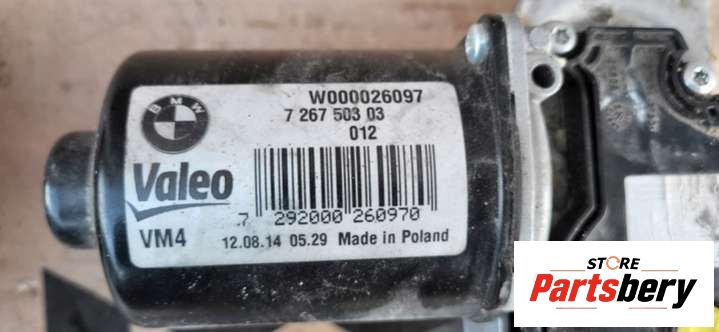 BMW
W000026097
7 267 503 03
012
Valeo
7 292000 260970
VM4 12.08.14 05.29 Made in Poland
STORE
Partsbery